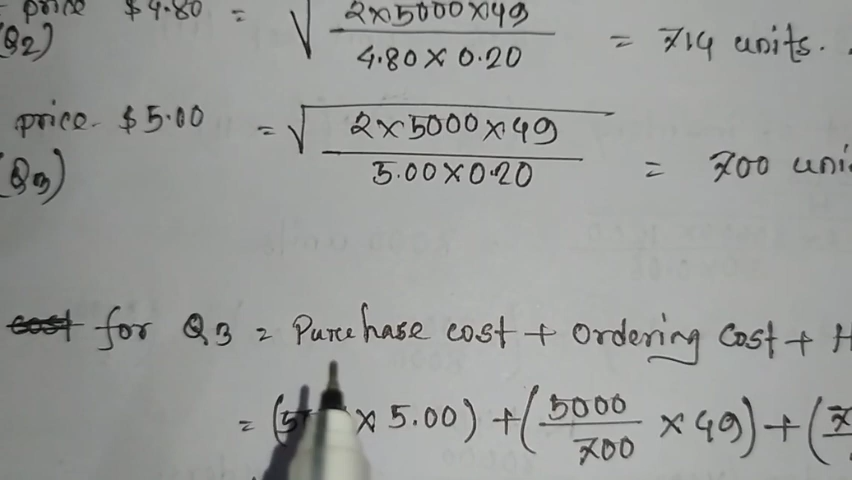 price $4.80 = √ 2×5000×49 / 4.80 × 0.20 = 714 units.
(Q2)
price- $5.00 = √ 2×5000×49 / 5.00×0.20 = 700 uni
(Q3)
cost for Q3 = Purchase cost + Ordering Cost + H
= (5 × 5.00) + (5000 / 700 × 49) + (7